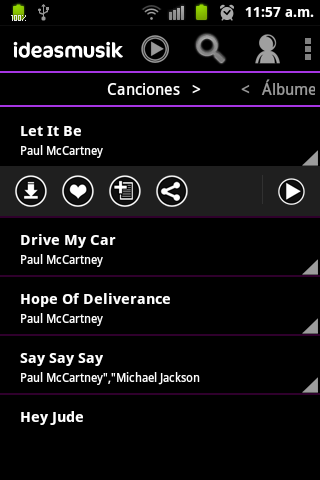 100%
11:57 a.m.
ideasmusik
Canciones > < Álbume
Let It Be
Paul McCartney
Drive My Car
Paul McCartney
Hope Of Deliverance
Paul McCartney
Say Say Say
Paul McCartney","Michael Jackson
Hey Jude